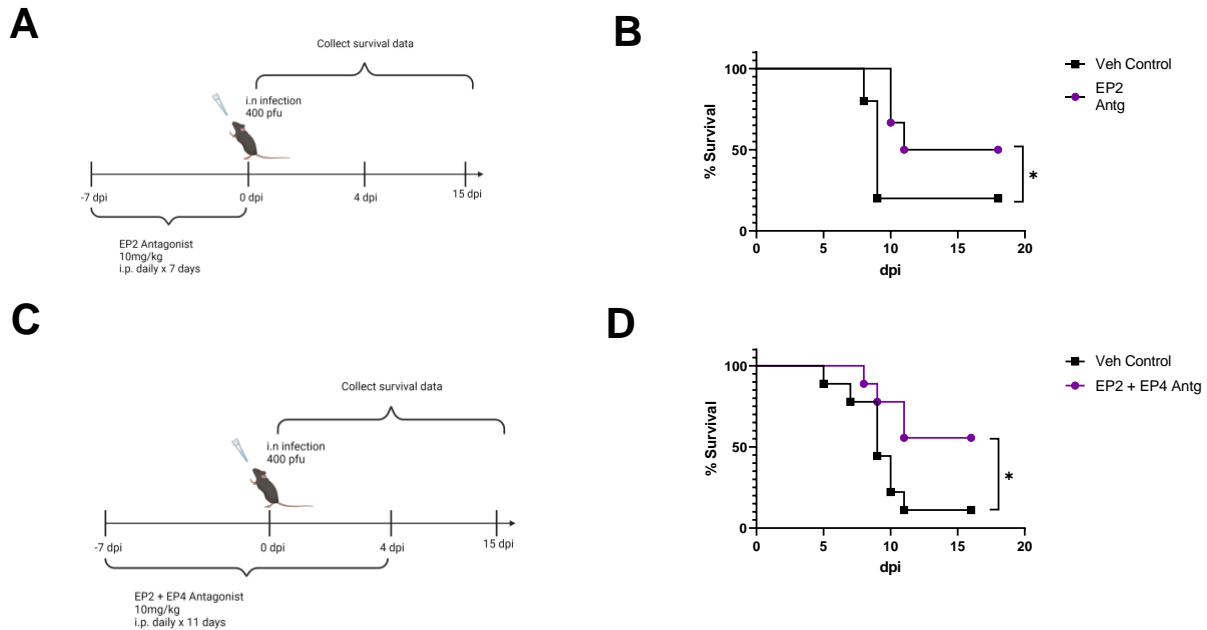 A
Collect survival data
i.n infection
400 pfu
-7 dpi
0 dpi
4 dpi
15 dpi
EP2 Antagonist
10mg/kg
i.p. daily x 7 days
B
% Survival
100
50
0
0
5
10
15
20
dpi
Veh Control
EP2
Antg
*
C
Collect survival data
i.n infection
400 pfu
-7 dpi
0 dpi
4 dpi
15 dpi
EP2 + EP4 Antagonist
10mg/kg
i.p. daily x 11 days
D
% Survival
100
50
0
0
5
10
15
20
dpi
Veh Control
EP2 + EP4 Antg
*